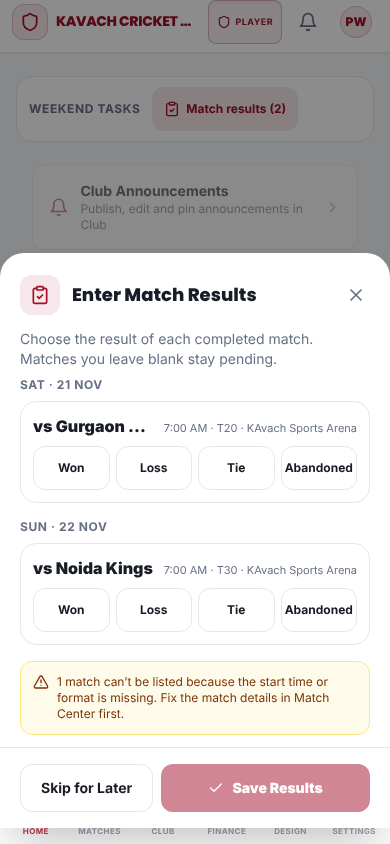 KAVACH CRICKET ...
PLAYER
PW
WEEKEND TASKS
Match results (2)
Club Announcements
Publish, edit and pin announcements in
Club
Enter Match Results
Choose the result of each completed match.
Matches you leave blank stay pending.
SAT · 21 NOV
vs Gurgaon ... 7:00 AM · T20 · KAvach Sports Arena
Won Loss Tie Abandoned
SUN · 22 NOV
vs Noida Kings 7:00 AM · T30 · KAvach Sports Arena
Won Loss Tie Abandoned
1 match can't be listed because the start time or
format is missing. Fix the match details in Match
Center first.
Skip for Later Save Results
HOME MATCHES CLUB FINANCE DESIGN SETTINGS